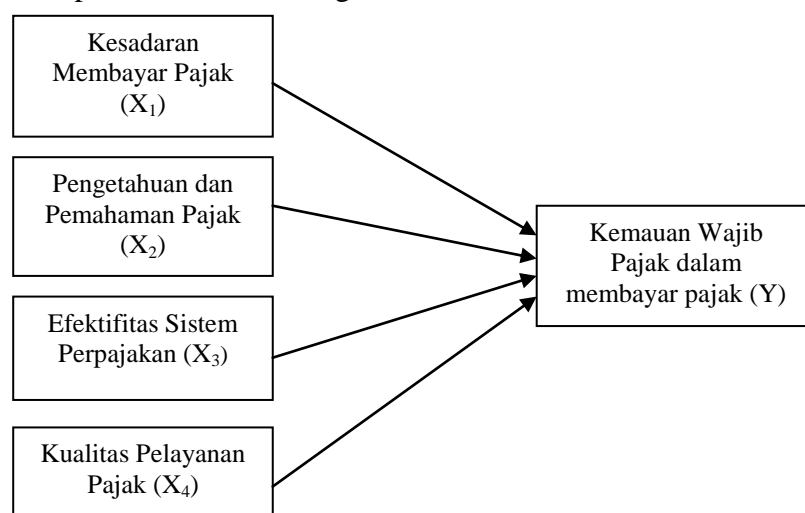 Kesadaran
Membayar Pajak
(X₁)
Pengetahuan dan
Pemahaman Pajak
(X₂)
Efektifitas Sistem
Perpajakan (X₃)
Kualitas Pelayanan
Pajak (X₄)
Kemauan Wajib
Pajak dalam
membayar pajak (Y)